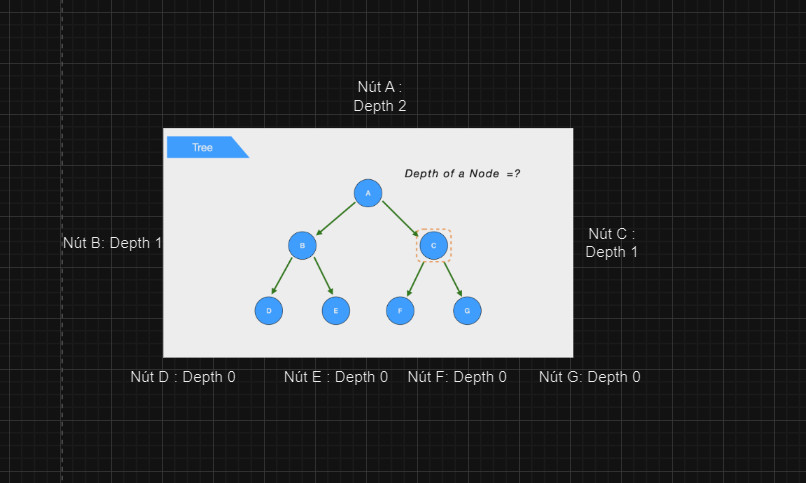 Nút A :
Depth 2
Tree
Depth of a Node =?
A
Nút B: Depth 1
B
C
Nút C :
Depth 1
D
E
F
G
Nút D : Depth 0
Nút E : Depth 0
Nút F: Depth 0
Nút G: Depth 0